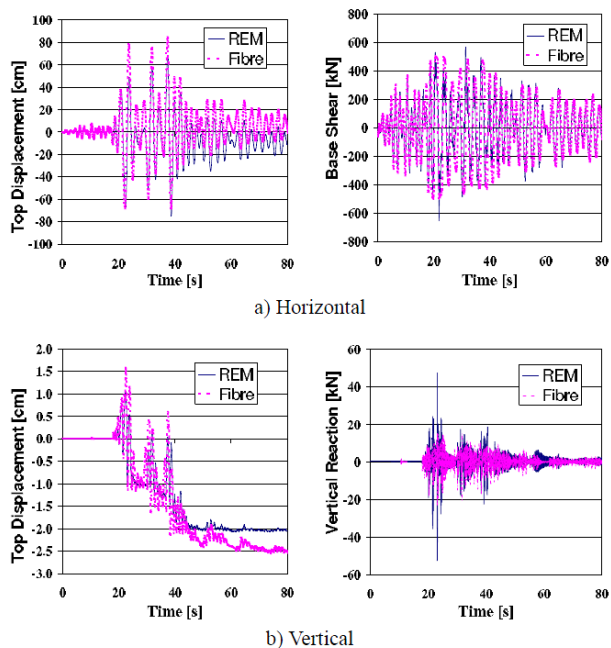 Top Displacement [cm]
100
80
60
40
20
0
-20
-40
-60
-80
-100
0 20 40 60 80
Time [s]
REM
Fibre
Base Shear [kN]
800
600
400
200
0
-200
-400
-600
-800
0 20 40 60 80
Time [s]
REM
Fibre
a) Horizontal
Top Displacement [cm]
2.0
1.5
1.0
0.5
0.0
-0.5
-1.0
-1.5
-2.0
-2.5
-3.0
0 20 40 60 80
Time [s]
REM
Fibre
Vertical Reaction [kN]
60
40
20
0
-20
-40
-60
0 20 40 60 80
Time [s]
REM
Fibre
b) Vertical